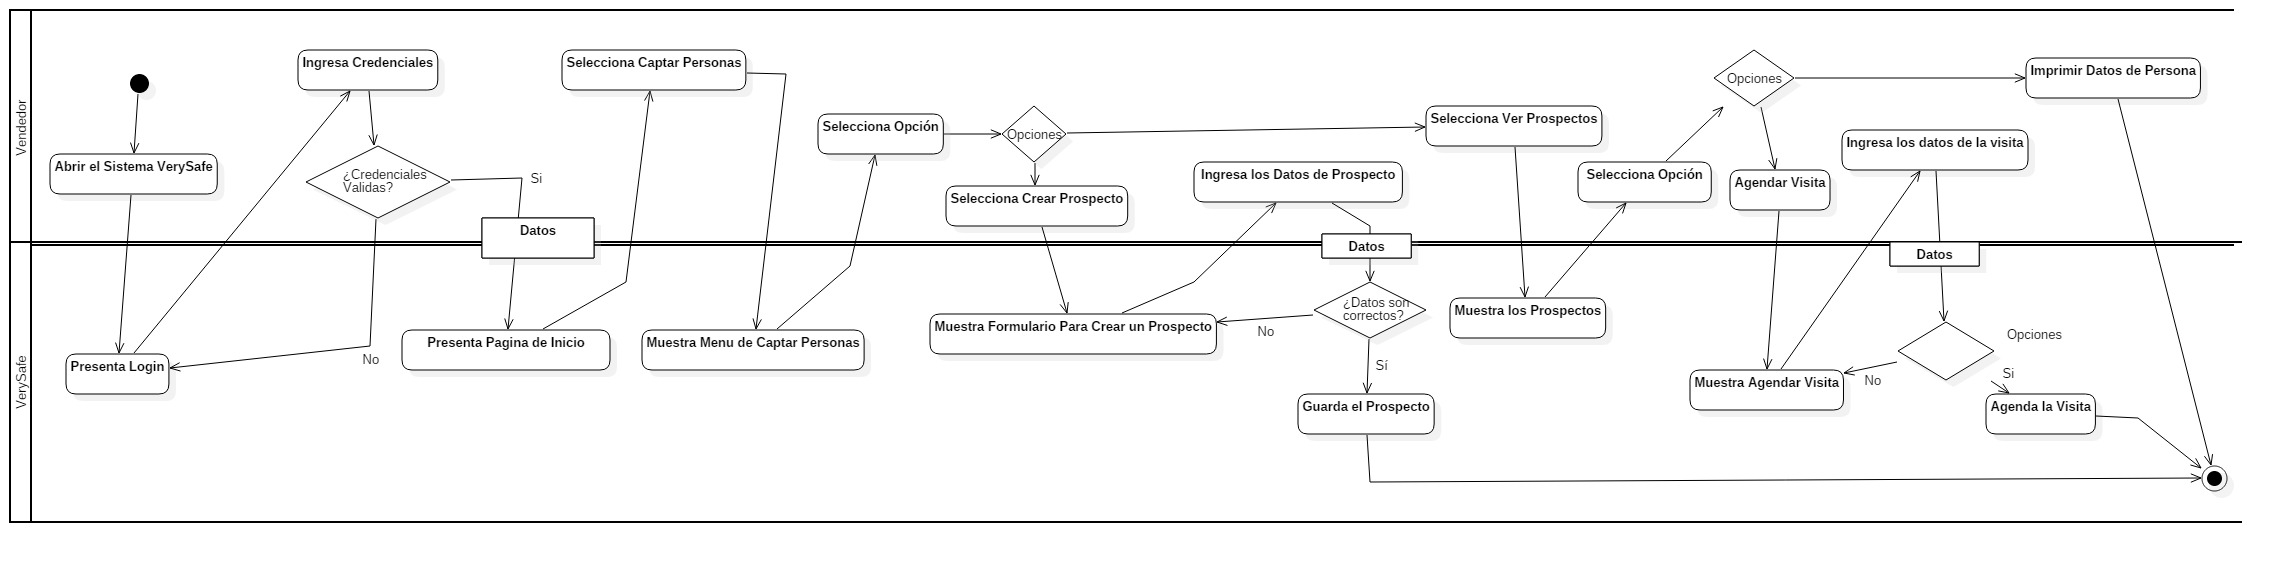 Vendedor
Abrir el Sistema VerySafe
Ingresa Credenciales
¿Credenciales
Validas?
Si
No
Datos
Selecciona Captar Personas
Selecciona Opción
Opciones
Selecciona Crear Prospecto
Ingresa los Datos de Prospecto
Datos
Selecciona Ver Prospectos
Selecciona Opción
Opciones
Agendar Visita
Ingresa los datos de la visita
Datos
Imprimir Datos de Persona
VerySafe
Presenta Login
Presenta Pagina de Inicio
Muestra Menu de Captar Personas
Muestra Formulario Para Crear un Prospecto
¿Datos son
correctos?
No
Sí
Guarda el Prospecto
Muestra los Prospectos
Muestra Agendar Visita
Opciones
No
Si
Agenda la Visita